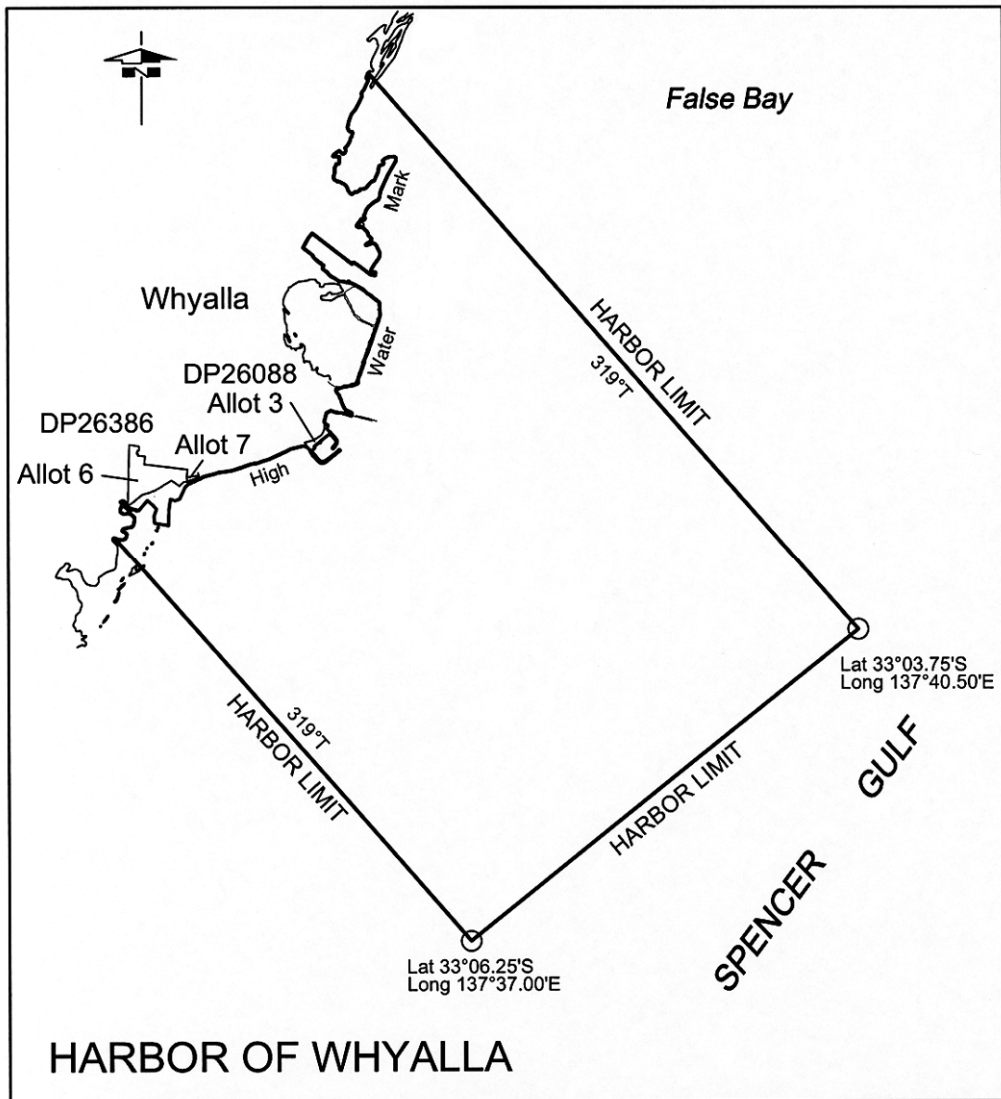 N
False Bay
Mark
Whyalla
Water
HARBOR LIMIT
319°T
DP26088
Allot 3
DP26386
Allot 7
Allot 6
High
Lat 33°03.75'S
Long 137°40.50'E
319°T
HARBOR LIMIT
HARBOR LIMIT
SPENCER GULF
Lat 33°06.25'S
Long 137°37.00'E
HARBOR OF WHYALLA